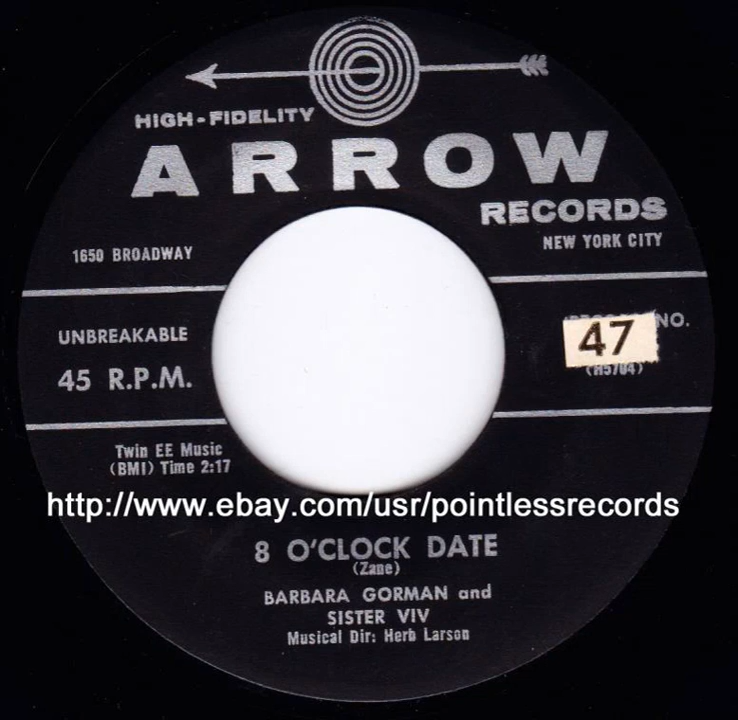 HIGH-FIDELITY
ARROW
RECORDS
1650 BROADWAY
NEW YORK CITY
UNBREAKABLE
45 R.P.M.
NO.
47
(H5704)
Twin EE Music
(BMI) Time 2:17
http://www.ebay.com/usr/pointlessrecords
8 O'CLOCK DATE
(Zane)
BARBARA GORMAN and
SISTER VIV
Musical Dir: Herb Larson